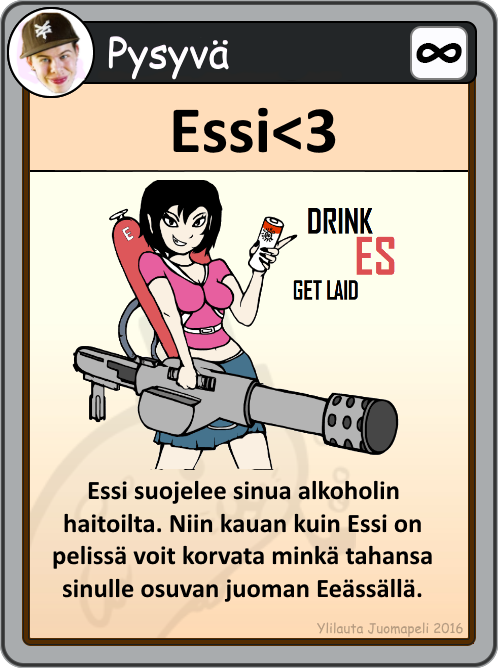 Pysyvä
∞
Essi<3
E
DRINK
ES
GET LAID
Essi suojelee sinua alkoholin
haitoilta. Niin kauan kuin Essi on
pelissä voit korvata minkä tahansa
sinulle osuvan juoman Eeässällä.
Ylilauta Juomapeli 2016